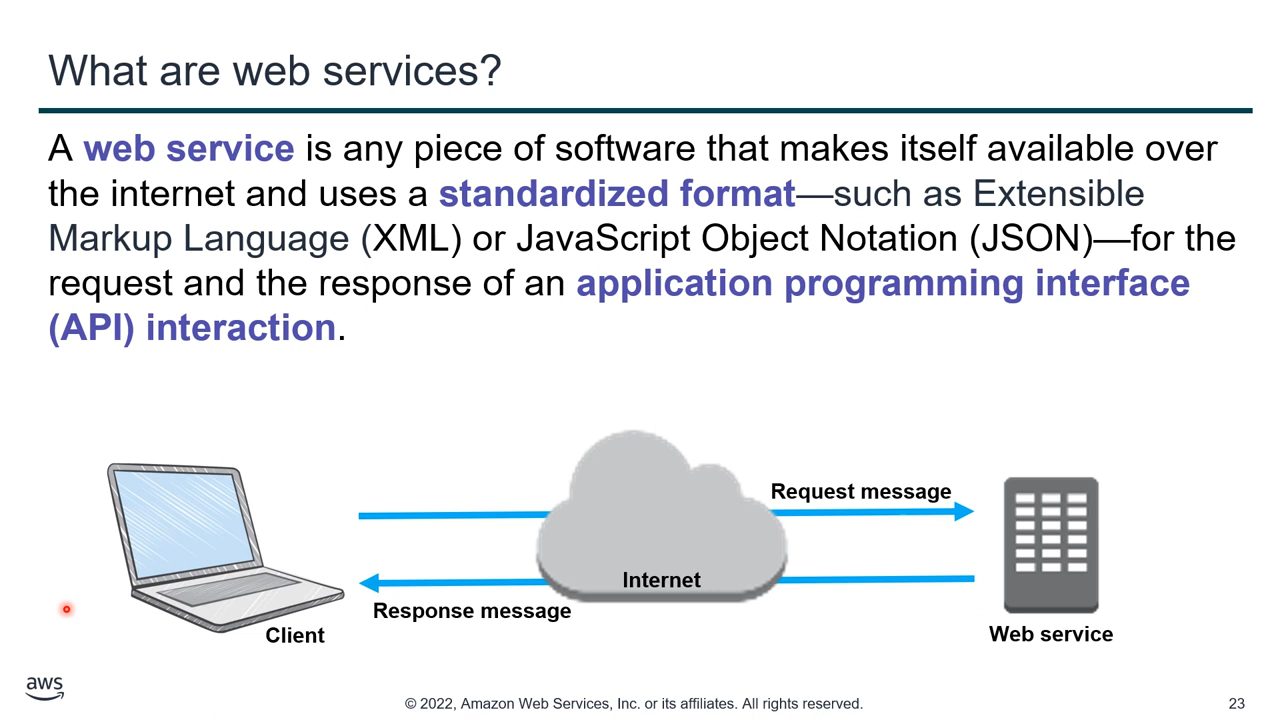 What are web services?
A web service is any piece of software that makes itself available over
the internet and uses a standardized format—such as Extensible
Markup Language (XML) or JavaScript Object Notation (JSON)—for the
request and the response of an application programming interface
(API) interaction.
Request message
Internet
Response message
Client
Web service
aws
© 2022, Amazon Web Services, Inc. or its affiliates. All rights reserved.
23